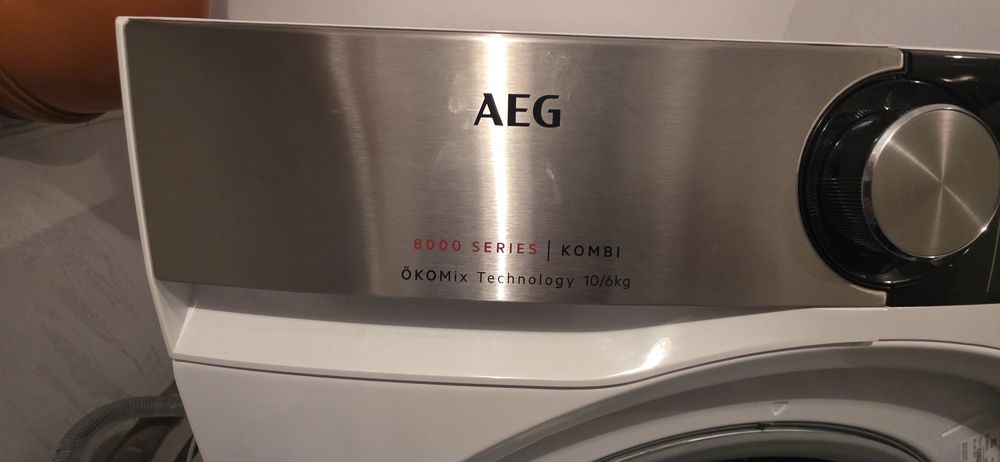 AEG
8000 SERIES | KOMBI
ÖKOMix Technology 10/6kg